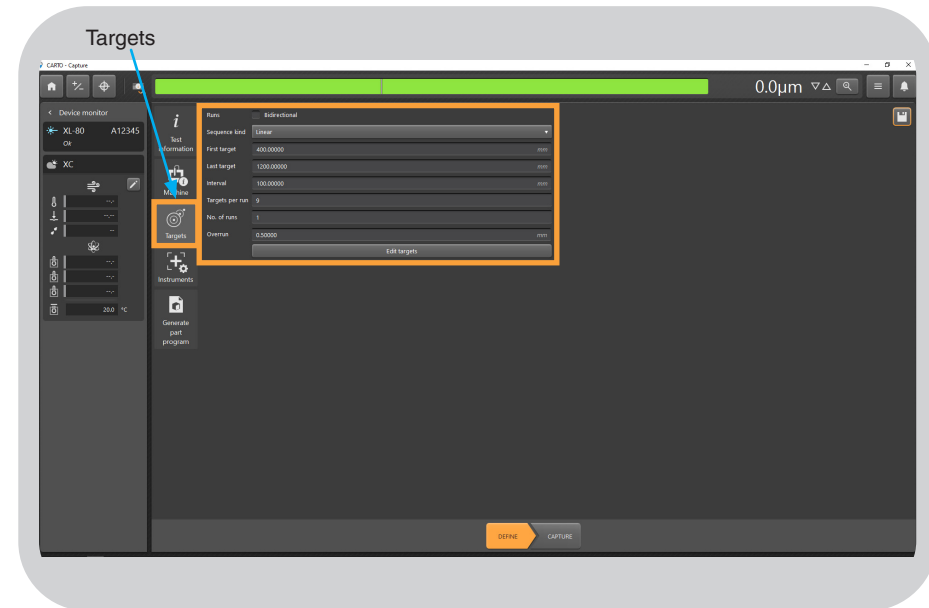 Targets
CARTO - Capture
0.0µm
Device monitor
XL-80 A12345
Ok
XC
--.-
--.--
--
--.-
--.-
--.-
20.0 °C
i
Test
information
Machine
Targets
Instruments
Generate
part
program
Runs Bidirectional
Sequence kind Linear
First target 400.00000 mm
Last target 1200.00000 mm
Interval 100.00000 mm
Targets per run 9
No. of runs 1
Overrun 0.50000 mm
Edit targets
DEFINE CAPTURE